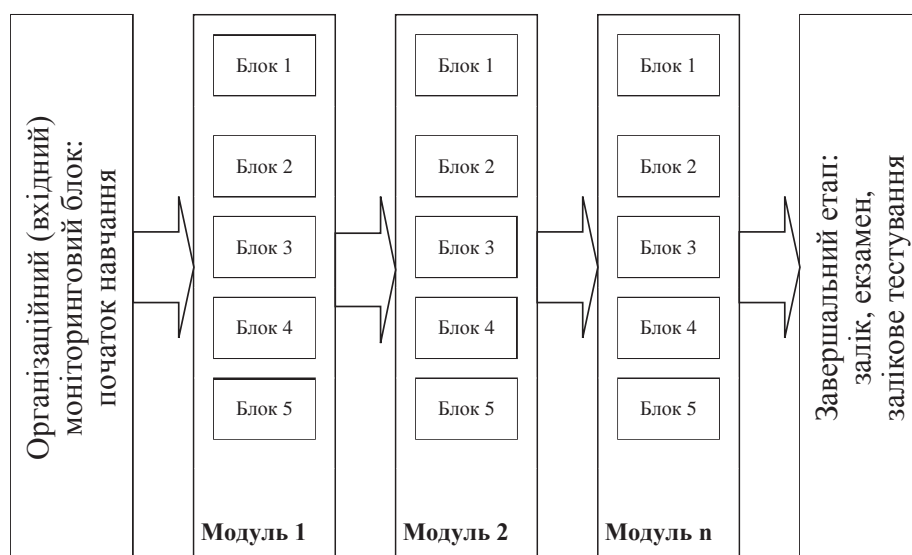 Організаційний (вхідний)
моніторинговий блок:
початок навчання
Блок 1
Блок 2
Блок 3
Блок 4
Блок 5
Модуль 1
Блок 1
Блок 2
Блок 3
Блок 4
Блок 5
Модуль 2
Блок 1
Блок 2
Блок 3
Блок 4
Блок 5
Модуль n
Завершальний етап:
залік, екзамен,
залікове тестування